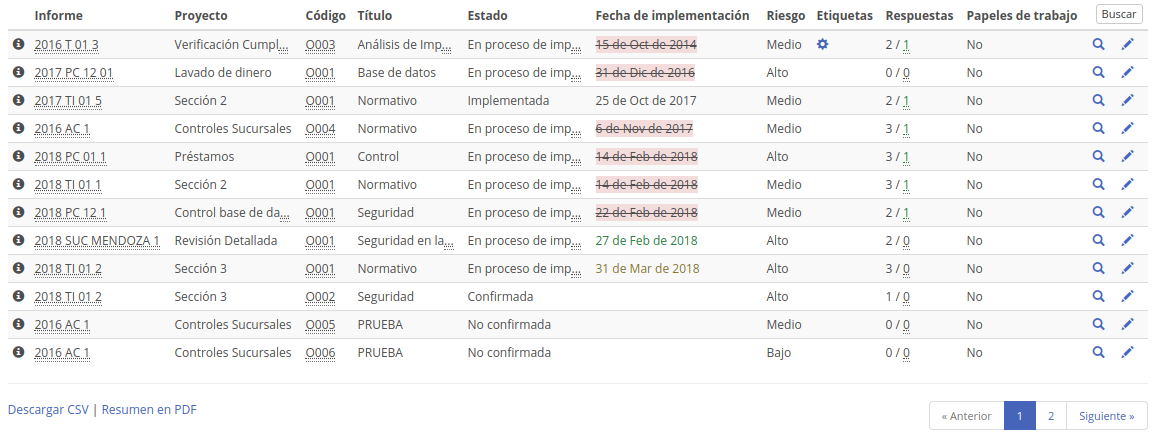 Informe Proyecto Código Título Estado Fecha de implementación Riesgo Etiquetas Respuestas Papeles de trabajo Buscar
2016 T 01 3 Verificación Cumpl... O003 Análisis de Imp... En proceso de imp... 15 de Oct de 2014 Medio 2 / 1 No
2017 PC 12 01 Lavado de dinero O001 Base de datos En proceso de imp... 31 de Dic de 2016 Alto 0 / 0 No
2017 TI 01 5 Sección 2 O001 Normativo Implementada 25 de Oct de 2017 Medio 2 / 1 No
2016 AC 1 Controles Sucursales O004 Normativo En proceso de imp... 6 de Nov de 2017 Medio 3 / 1 No
2018 PC 01 1 Préstamos O001 Control En proceso de imp... 14 de Feb de 2018 Alto 3 / 1 No
2018 TI 01 1 Sección 2 O001 Normativo En proceso de imp... 14 de Feb de 2018 Medio 3 / 1 No
2018 PC 12 1 Control base de da... O001 Seguridad En proceso de imp... 22 de Feb de 2018 Medio 2 / 1 No
2018 SUC MENDOZA 1 Revisión Detallada O001 Seguridad en la... En proceso de imp... 27 de Feb de 2018 Alto 2 / 0 No
2018 TI 01 2 Sección 3 O001 Normativo En proceso de imp... 31 de Mar de 2018 Alto 3 / 0 No
2018 TI 01 2 Sección 3 O002 Seguridad Confirmada Alto 1 / 0 No
2016 AC 1 Controles Sucursales O005 PRUEBA No confirmada Medio 0 / 0 No
2016 AC 1 Controles Sucursales O006 PRUEBA No confirmada Bajo 0 / 0 No
Descargar CSV | Resumen en PDF « Anterior 1 2 Siguiente »